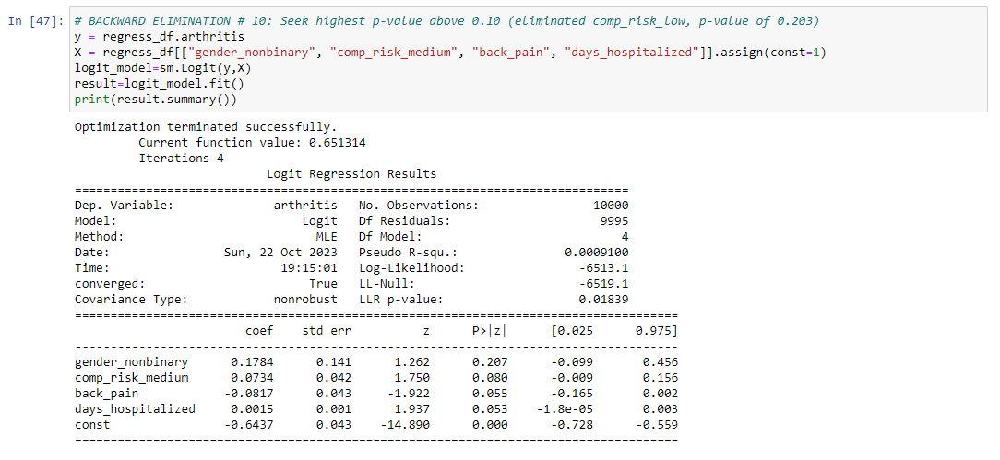 In [47]: # BACKWARD ELIMINATION # 10: Seek highest p-value above 0.10 (eliminated comp_risk_low, p-value of 0.203)
y = regress_df.arthritis
X = regress_df[["gender_nonbinary", "comp_risk_medium", "back_pain", "days_hospitalized"]].assign(const=1)
logit_model=sm.Logit(y,X)
result=logit_model.fit()
print(result.summary())
Optimization terminated successfully.
         Current function value: 0.651314
         Iterations 4
                           Logit Regression Results
==============================================================================
Dep. Variable:              arthritis   No. Observations:                10000
Model:                          Logit   Df Residuals:                     9995
Method:                           MLE   Df Model:                            4
Date:                Sun, 22 Oct 2023   Pseudo R-squ.:               0.0009100
Time:                        19:15:01   Log-Likelihood:                -6513.1
converged:                       True   LL-Null:                       -6519.1
Covariance Type:            nonrobust   LLR p-value:                   0.01839
=====================================================================================
                        coef    std err          z      P>|z|      [0.025      0.975]
-------------------------------------------------------------------------------------
gender_nonbinary      0.1784      0.141      1.262      0.207      -0.099       0.456
comp_risk_medium      0.0734      0.042      1.750      0.080      -0.009       0.156
back_pain            -0.0817      0.043     -1.922      0.055      -0.165       0.002
days_hospitalized     0.0015      0.001      1.937      0.053    -1.8e-05       0.003
const                -0.6437      0.043    -14.890      0.000      -0.728      -0.559
=====================================================================================